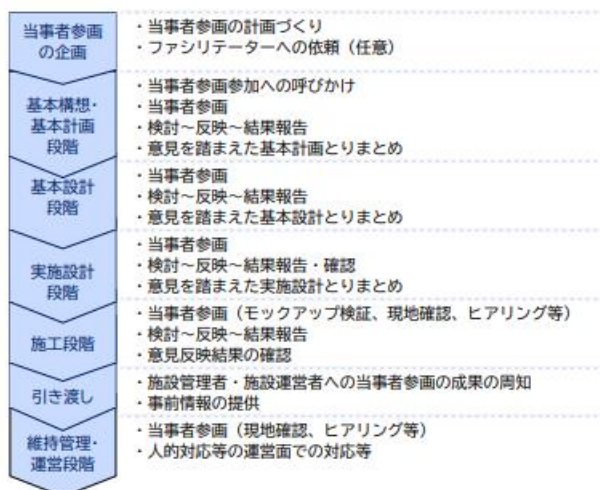 当事者参画
の企画
・当事者参画の計画づくり
・ファシリテーターへの依頼（任意）
基本構想・
基本計画
段階
・当事者参画参加への呼びかけ
・当事者参画
・検討～反映～結果報告
・意見を踏まえた基本計画とりまとめ
基本設計
段階
・当事者参画
・検討～反映～結果報告
・意見を踏まえた基本設計とりまとめ
実施設計
段階
・当事者参画
・検討～反映～結果報告・確認
・意見を踏まえた実施設計とりまとめ
施工段階
・当事者参画（モックアップ検証、現地確認、ヒアリング等）
・検討～反映～結果報告
・意見反映結果の確認
引き渡し
・施設管理者・施設運営者への当事者参画の成果の周知
・事前情報の提供
維持管理・
運営段階
・当事者参画（現地確認、ヒアリング等）
・人的対応等の運営面での対応等